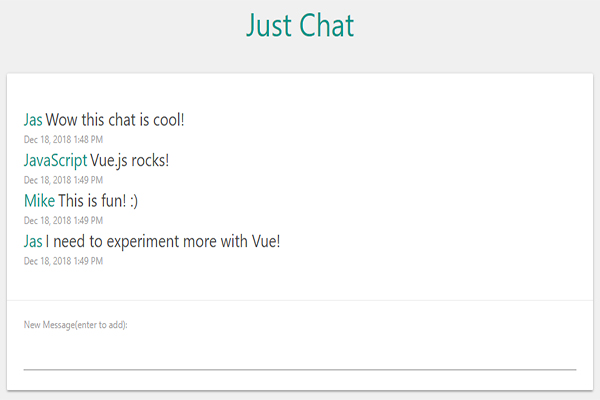 Just Chat
Jas Wow this chat is cool!
Dec 18, 2018 1:48 PM
JavaScript Vue.js rocks!
Dec 18, 2018 1:49 PM
Mike This is fun! :)
Dec 18, 2018 1:49 PM
Jas I need to experiment more with Vue!
Dec 18, 2018 1:49 PM
New Message(enter to add):